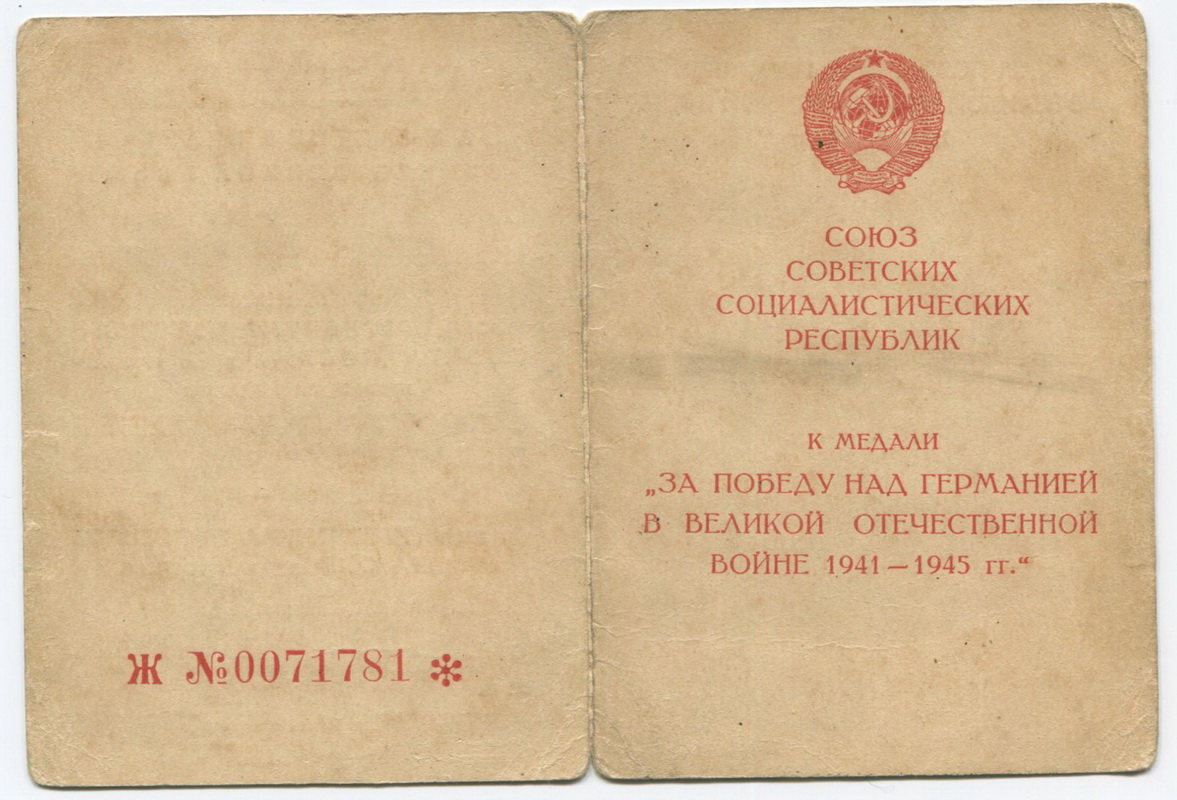 Ж №0071781 *
СОЮЗ
СОВЕТСКИХ
СОЦИАЛИСТИЧЕСКИХ
РЕСПУБЛИК
К МЕДАЛИ
„ЗА ПОБЕДУ НАД ГЕРМАНИЕЙ
В ВЕЛИКОЙ ОТЕЧЕСТВЕННОЙ
ВОЙНЕ 1941—1945 гг.“